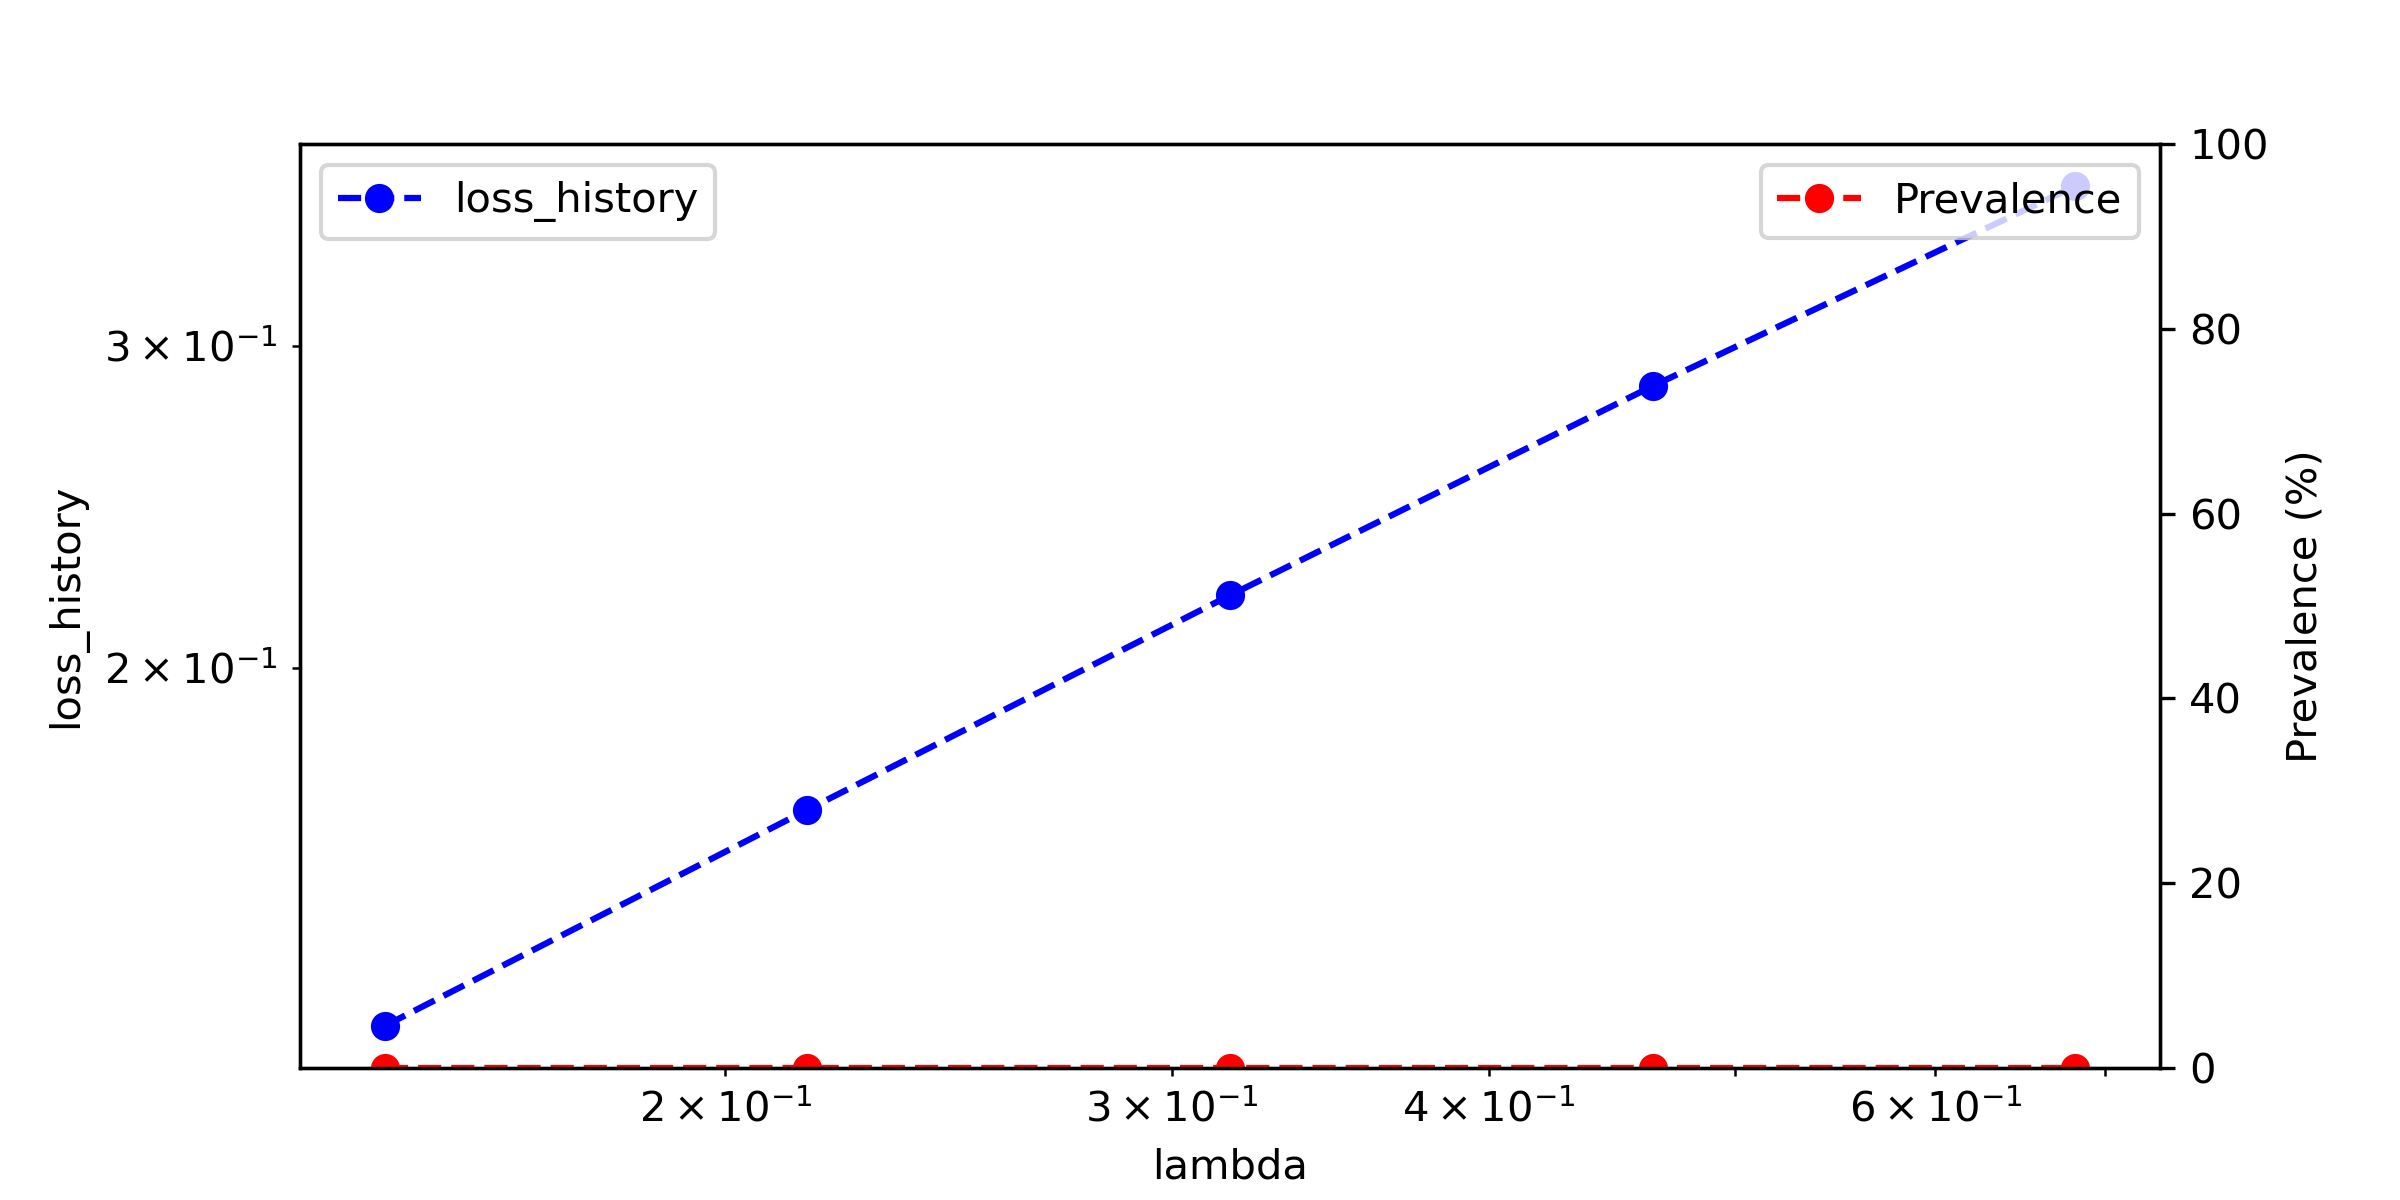 loss_history
Prevalence
100
80
60
40
20
0
3 × 10⁻¹
2 × 10⁻¹
loss_history
Prevalence (%)
2 × 10⁻¹
3 × 10⁻¹
4 × 10⁻¹
6 × 10⁻¹
lambda